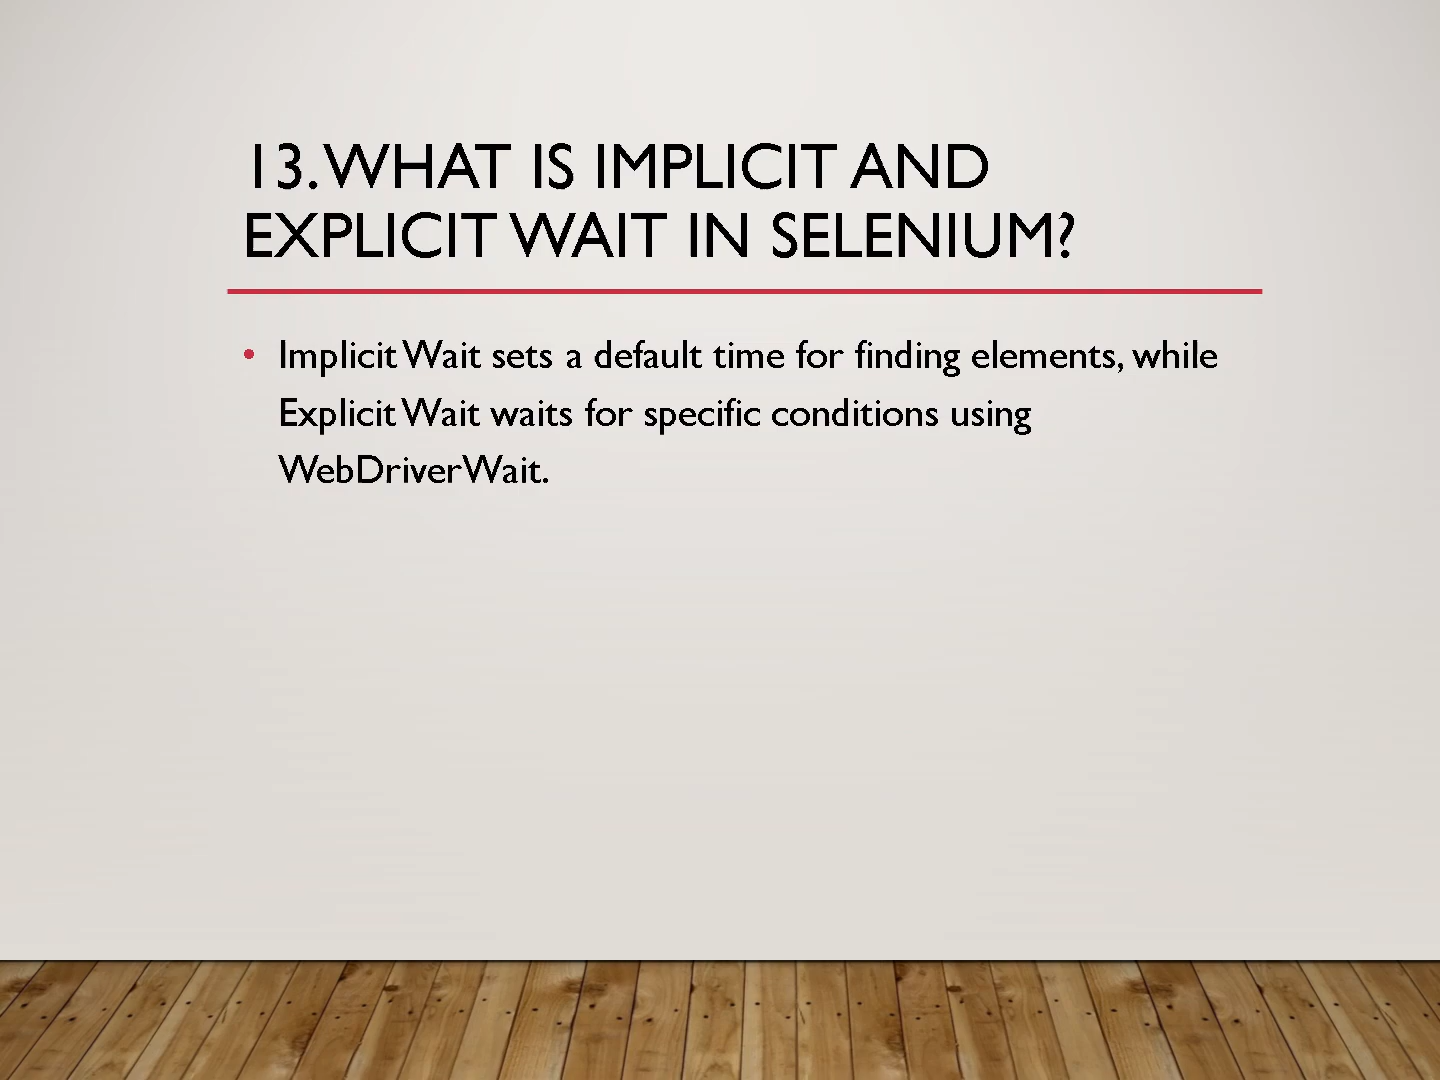 13. WHAT IS IMPLICIT AND
EXPLICIT WAIT IN SELENIUM?
• Implicit Wait sets a default time for finding elements, while
Explicit Wait waits for specific conditions using
WebDriverWait.